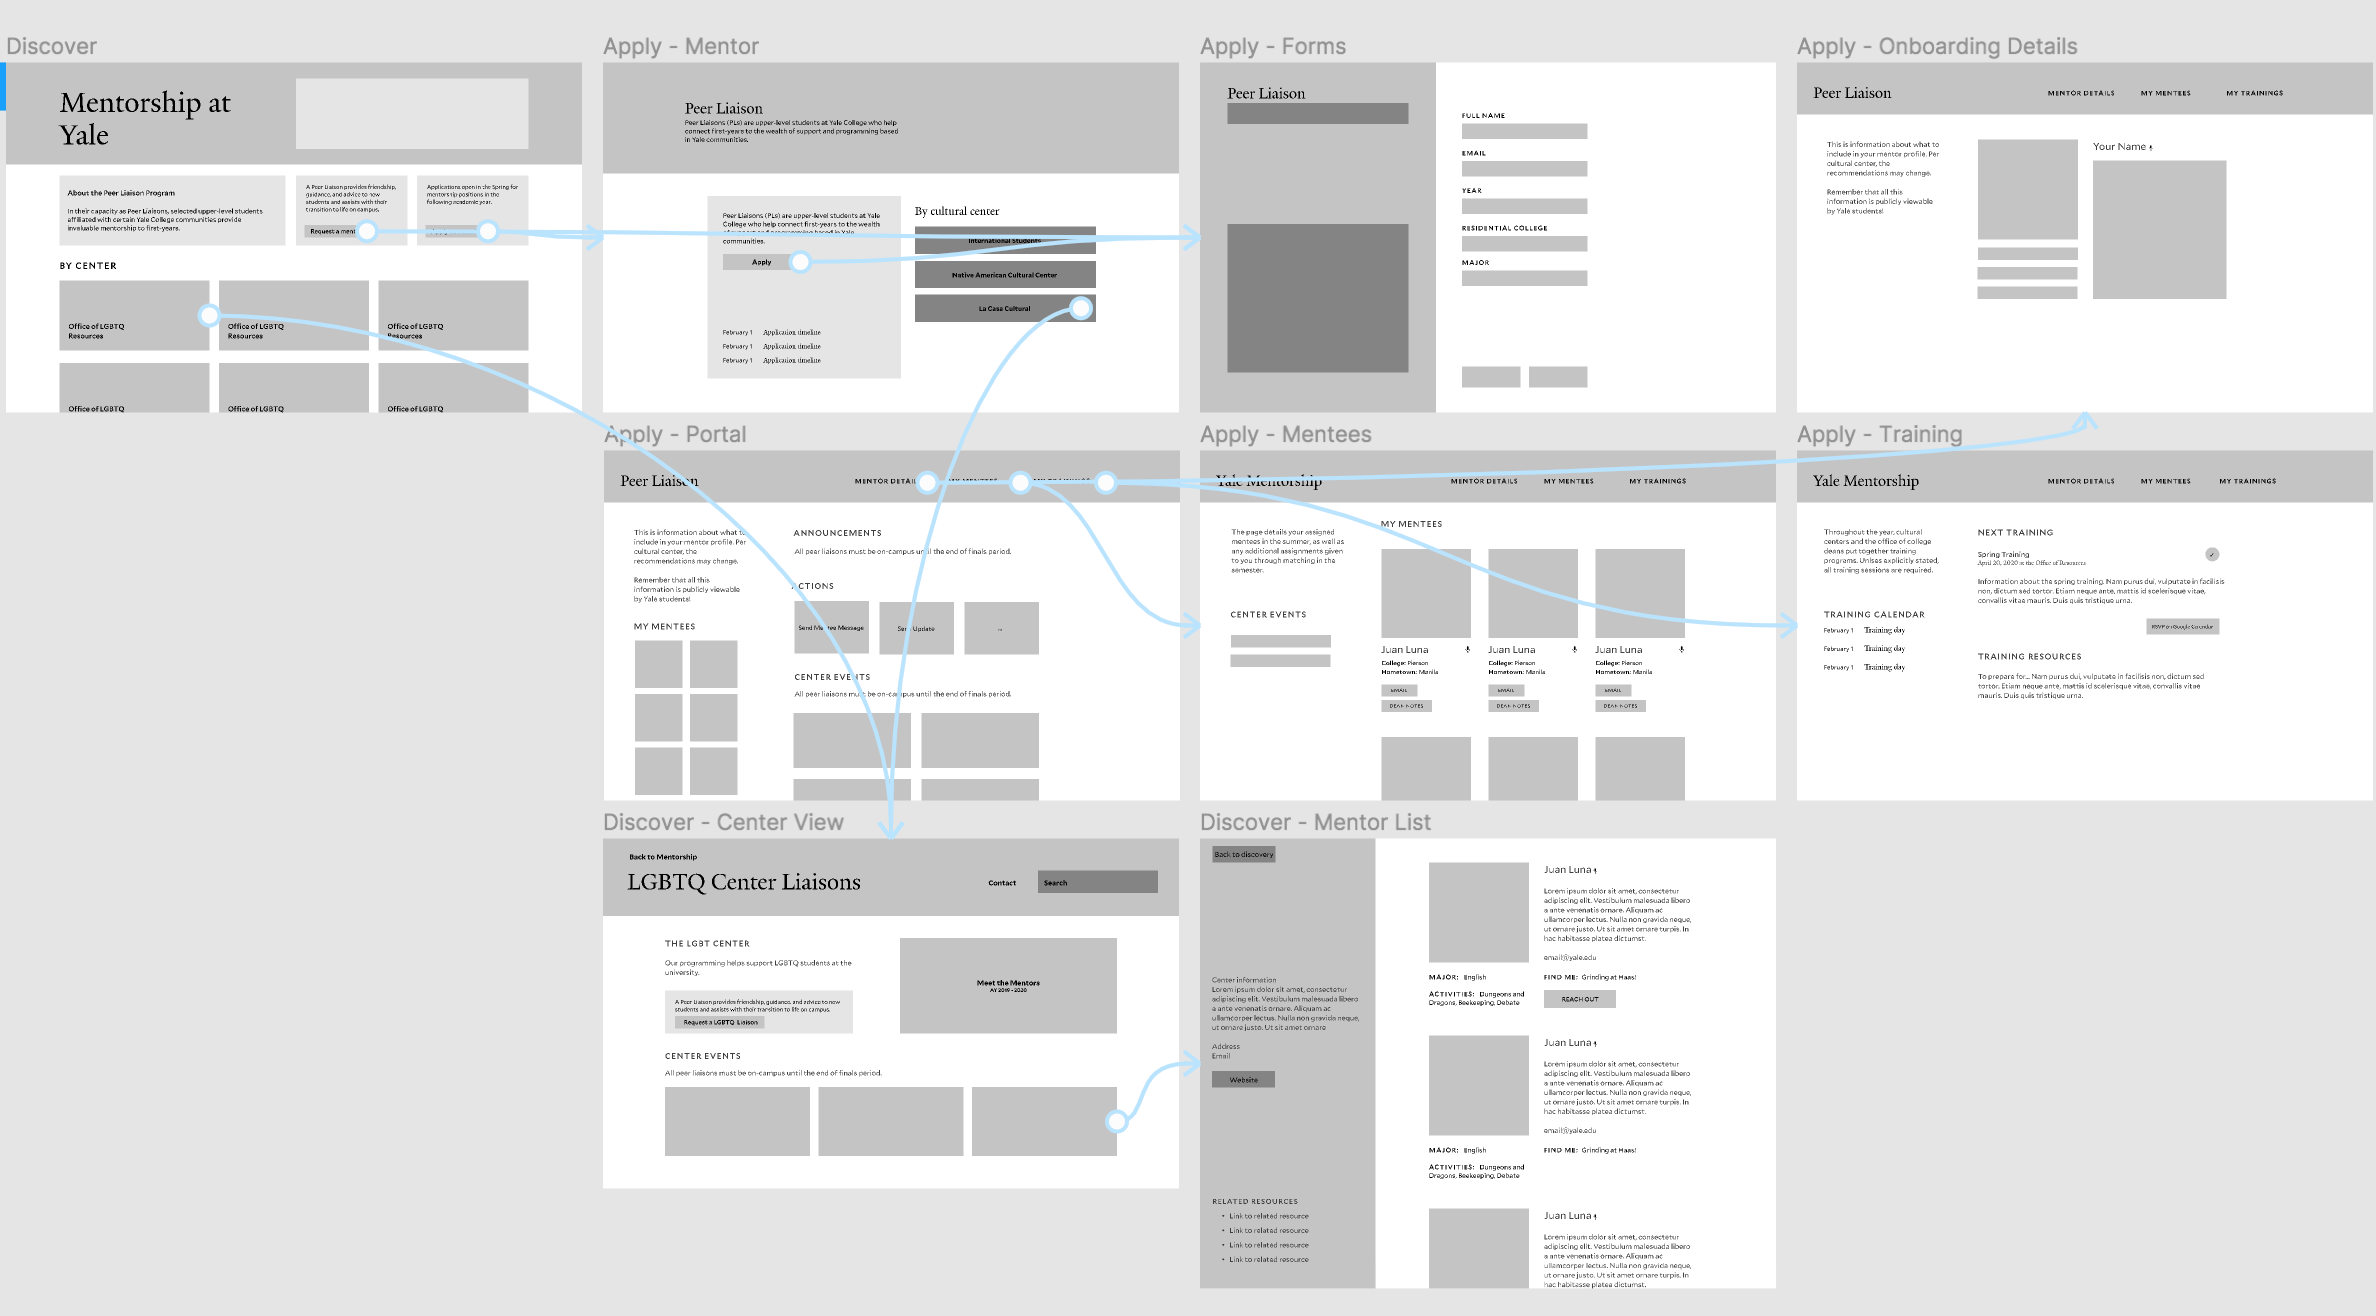 Discover
Mentorship at
Yale
About the Peer Liaison Program
In their capacity as Peer Liaisons, selected upper-level students
affiliated with certain Yale College communities provide
invaluable mentorship to first-years.
A Peer Liaison provides friendship,
guidance, and advice to new
students and assists with their
transition to life on campus.
Request a ment
Applications open in the Spring for
mentorship positions in the
following academic year.
BY CENTER
Office of LGBTQ
Resources
Office of LGBTQ
Resources
Office of LGBTQ
Resources
Office of LGBTQ
Office of LGBTQ
Office of LGBTQ
Apply - Mentor
Peer Liaison
Peer Liaisons (PLs) are upper-level students at Yale College who help
connect first-years to the wealth of support and programming based
in Yale communities.
Peer Liaisons (PLs) are upper-level students at Yale
College who help connect first-years to the wealth
of support and programming based in Yale
communities.
Apply
February 1 Application timeline
February 1 Application timeline
February 1 Application timeline
By cultural center
International Students
Native American Cultural Center
La Casa Cultural
Apply - Forms
Peer Liaison
FULL NAME
EMAIL
YEAR
RESIDENTIAL COLLEGE
MAJOR
Apply - Onboarding Details
Peer Liaison
MENTOR DETAILS MY MENTEES MY TRAININGS
This is information about what to
include in your mentor profile. Per
cultural center, the
recommendations may change.
Remember that all this
information is publicly viewable
by Yale students!
Your Name
Apply - Portal
Peer Liaison
MENTOR DETAIL MY MENTEES MY TRAININGS
This is information about what to
include in your mentor profile. Per
cultural center, the
recommendations may change.
Remember that all this
information is publicly viewable
by Yale students!
MY MENTEES
ANNOUNCEMENTS
All peer liaisons must be on-campus until the end of finals period.
ACTIONS
Send Mentee Message
Send Update
...
CENTER EVENTS
All peer liaisons must be on-campus until the end of finals period.
Apply - Mentees
Yale Mentorship
MENTOR DETAILS MY MENTEES MY TRAININGS
The page details your assigned
mentees in the summer, as well as
any additional assignments given
to you through matching in the
semester.
CENTER EVENTS
MY MENTEES
Juan Luna
College: Pierson
Hometown: Manila
EMAIL
DEAN NOTES
Juan Luna
College: Pierson
Hometown: Manila
EMAIL
DEAN NOTES
Juan Luna
College: Pierson
Hometown: Manila
EMAIL
DEAN NOTES
Apply - Training
Yale Mentorship
MENTOR DETAILS MY MENTEES MY TRAININGS
Throughout the year, cultural
centers and the office of college
deans put together training
programs. Unless explicitly stated,
all training sessions are required.
TRAINING CALENDAR
February 1 Training day
February 1 Training day
February 1 Training day
NEXT TRAINING
Spring Training
April 20, 2020 in the Office of Resources
Information about the spring training. Nam purus dui, vulputate in facilisis
non, dictum sed tortor. Etiam neque ante, mattis id scelerisque vitae,
convallis vitae mauris. Duis quis tristique urna.
RSVP on Google Calendar
TRAINING RESOURCES
To prepare for... Nam purus dui, vulputate in facilisis non, dictum sed
tortor. Etiam neque ante, mattis id scelerisque vitae, convallis vitae
mauris. Duis quis tristique urna.
Discover - Center View
Back to Mentorship
LGBTQ Center Liaisons
Contact
Search
THE LGBT CENTER
Our programming helps support LGBTQ students at the
university.
A Peer Liaison provides friendship, guidance, and advice to new
students and assists with their transition to life on campus.
Request a LGBTQ Liaison
Meet the Mentors
AY 2019 - 2020
CENTER EVENTS
All peer liaisons must be on-campus until the end of finals period.
Discover - Mentor List
Back to discovery
Center information
Lorem ipsum dolor sit amet, consectetur
adipiscing elit. Vestibulum malesuada libero
a ante venenatis ornare. Aliquam ac
ullamcorper lectus. Nulla non gravida neque,
ut ornare justo. Ut sit amet ornare
Address
Email
Website
RELATED RESOURCES
• Link to related resource
• Link to related resource
• Link to related resource
• Link to related resource
Juan Luna
Lorem ipsum dolor sit amet, consectetur
adipiscing elit. Vestibulum malesuada libero
a ante venenatis ornare. Aliquam ac
ullamcorper lectus. Nulla non gravida neque,
ut ornare justo. Ut sit amet ornare turpis. In
hac habitasse platea dictumst.
email@yale.edu
MAJOR: English
FIND ME: Grinding at Haas!
ACTIVITIES: Dungeons and
Dragons, Beekeeping, Debate
REACH OUT
Juan Luna
Lorem ipsum dolor sit amet, consectetur
adipiscing elit. Vestibulum malesuada libero
a ante venenatis ornare. Aliquam ac
ullamcorper lectus. Nulla non gravida neque,
ut ornare justo. Ut sit amet ornare turpis. In
hac habitasse platea dictumst.
email@yale.edu
MAJOR: English
FIND ME: Grinding at Haas!
ACTIVITIES: Dungeons and
Dragons, Beekeeping, Debate
Juan Luna
Lorem ipsum dolor sit amet, consectetur
adipiscing elit. Vestibulum malesuada libero
a ante venenatis ornare. Aliquam ac
ullamcorper lectus. Nulla non gravida neque,
ut ornare justo. Ut sit amet ornare turpis. In
hac habitasse platea dictumst.